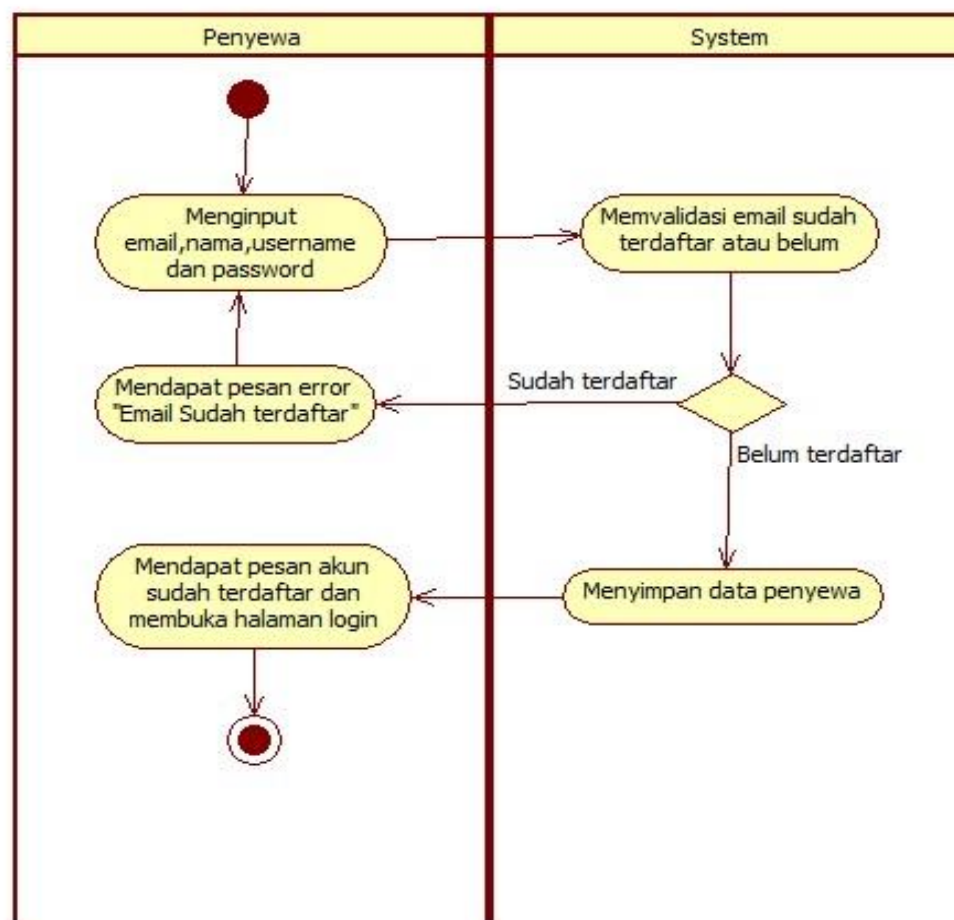 Penyewa
System
Menginput
email,nama,username
dan password
Memvalidasi email sudah
terdaftar atau belum
Sudah terdaftar
Mendapat pesan error
"Email Sudah terdaftar"
Belum terdaftar
Mendapat pesan akun
sudah terdaftar dan
membuka halaman login
Menyimpan data penyewa